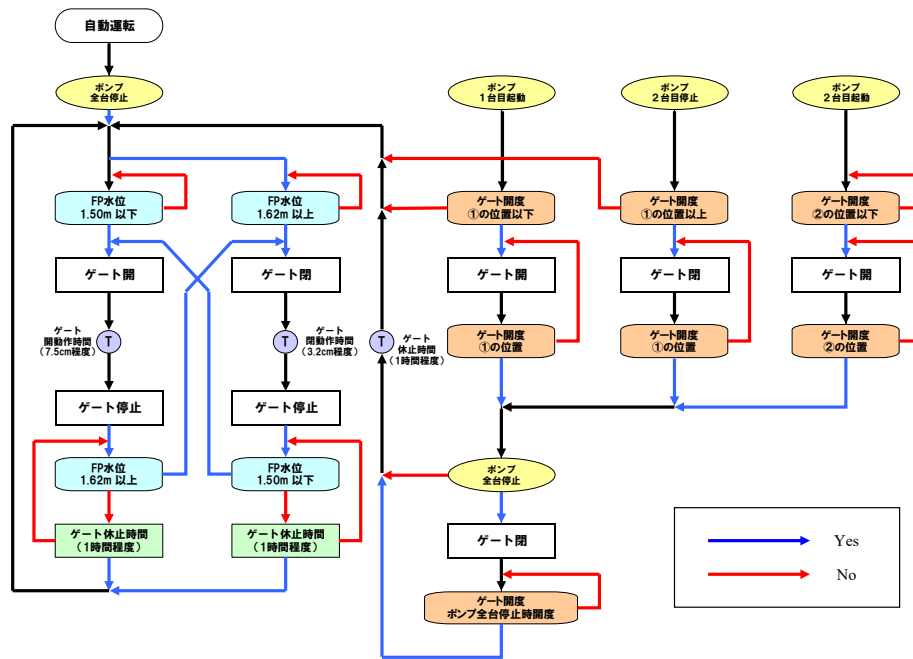 自動運転
ポンプ
全台停止
ポンプ
1台目起動
ポンプ
2台目停止
ポンプ
2台目起動
FP水位
1.50m 以下
FP水位
1.62m 以上
ゲート開度
①の位置以下
ゲート開度
①の位置以上
ゲート開度
②の位置以下
ゲート開
ゲート閉
ゲート開
ゲート閉
ゲート開
ゲート
開動作時間
(7.5cm程度)
T
ゲート
閉動作時間
(3.2cm程度)
T
ゲート
休止時間
(1時間程度)
T
ゲート開度
①の位置
ゲート開度
①の位置
ゲート開度
②の位置
ゲート停止
ゲート停止
FP水位
1.62m 以上
FP水位
1.50m 以下
ポンプ
全台停止
ゲート休止時間
(1時間程度)
ゲート休止時間
(1時間程度)
ゲート閉
ゲート開度
ポンプ全台停止時開度
Yes
No